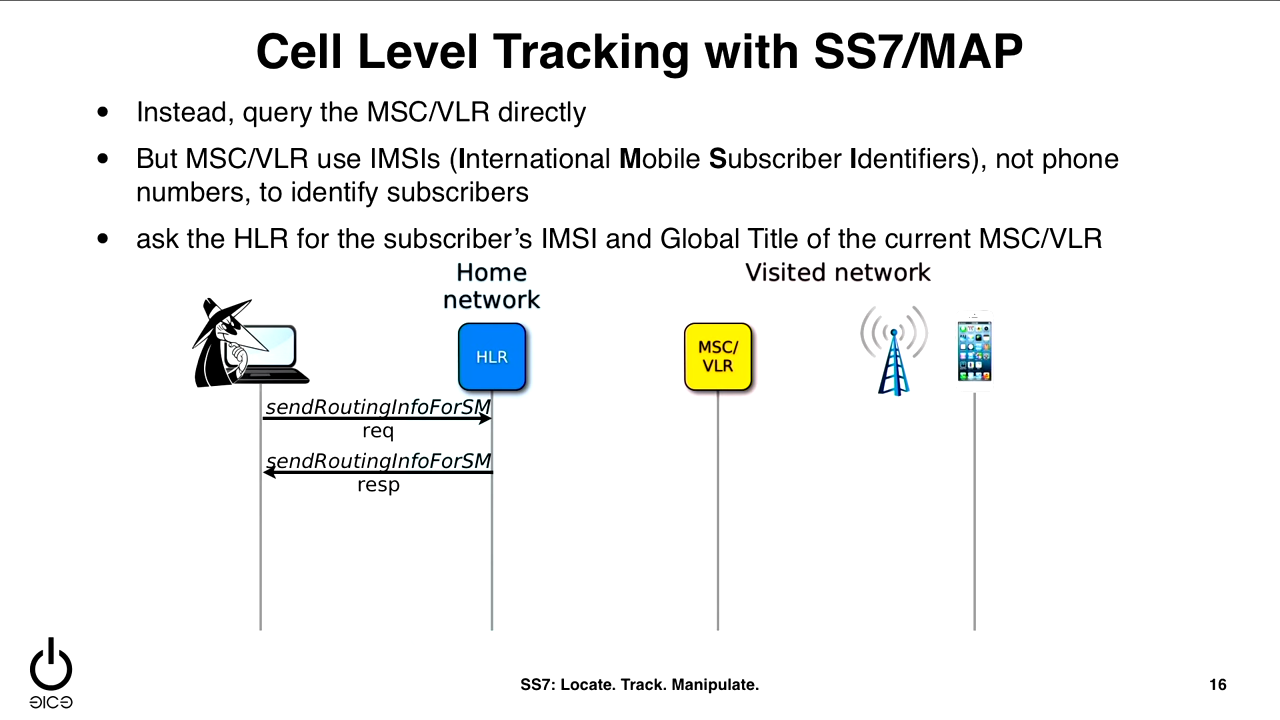 Cell Level Tracking with SS7/MAP
• Instead, query the MSC/VLR directly
• But MSC/VLR use IMSIs (International Mobile Subscriber Identifiers), not phone
numbers, to identify subscribers
• ask the HLR for the subscriber’s IMSI and Global Title of the current MSC/VLR
Home
network
Visited network
HLR
MSC/
VLR
sendRoutingInfoForSM
req
sendRoutingInfoForSM
resp
SS7: Locate. Track. Manipulate.
16